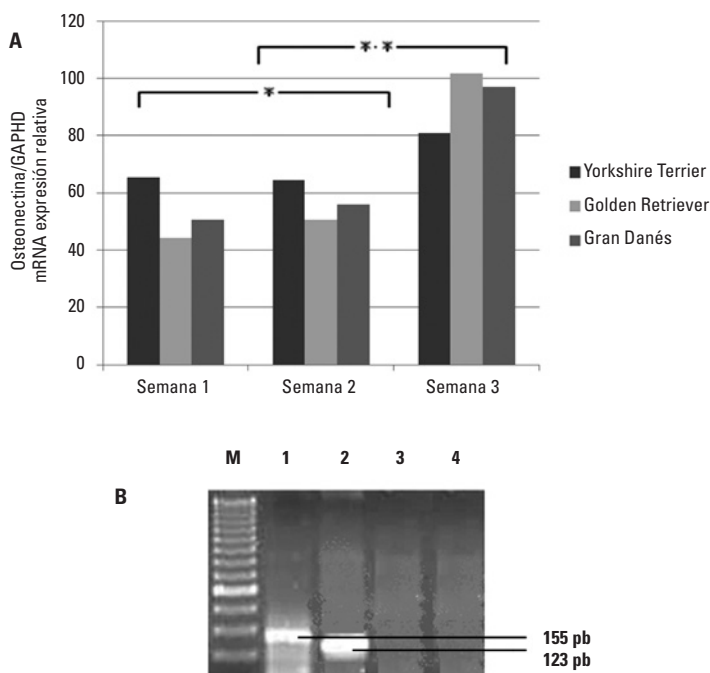 A
Osteonectina/GAPHD
mRNA expresión relativa
120
100
80
60
40
20
0
*
*·*
Semana 1
Semana 2
Semana 3
Yorkshire Terrier
Golden Retriever
Gran Danés
B
M 1 2 3 4
155 pb
123 pb